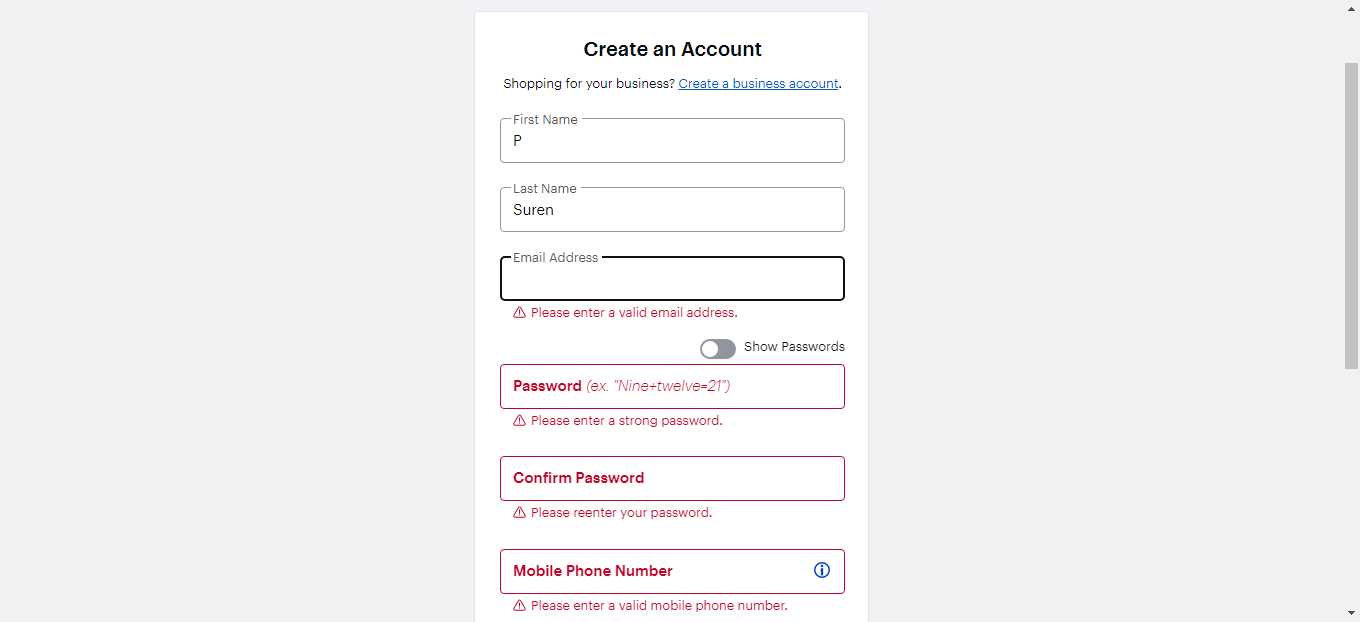 Create an Account
Shopping for your business? Create a business account.
First Name
P
Last Name
Suren
Email Address
Please enter a valid email address.
Show Passwords
Password (ex. "Nine+twelve=21")
Please enter a strong password.
Confirm Password
Please reenter your password.
Mobile Phone Number
Please enter a valid mobile phone number.